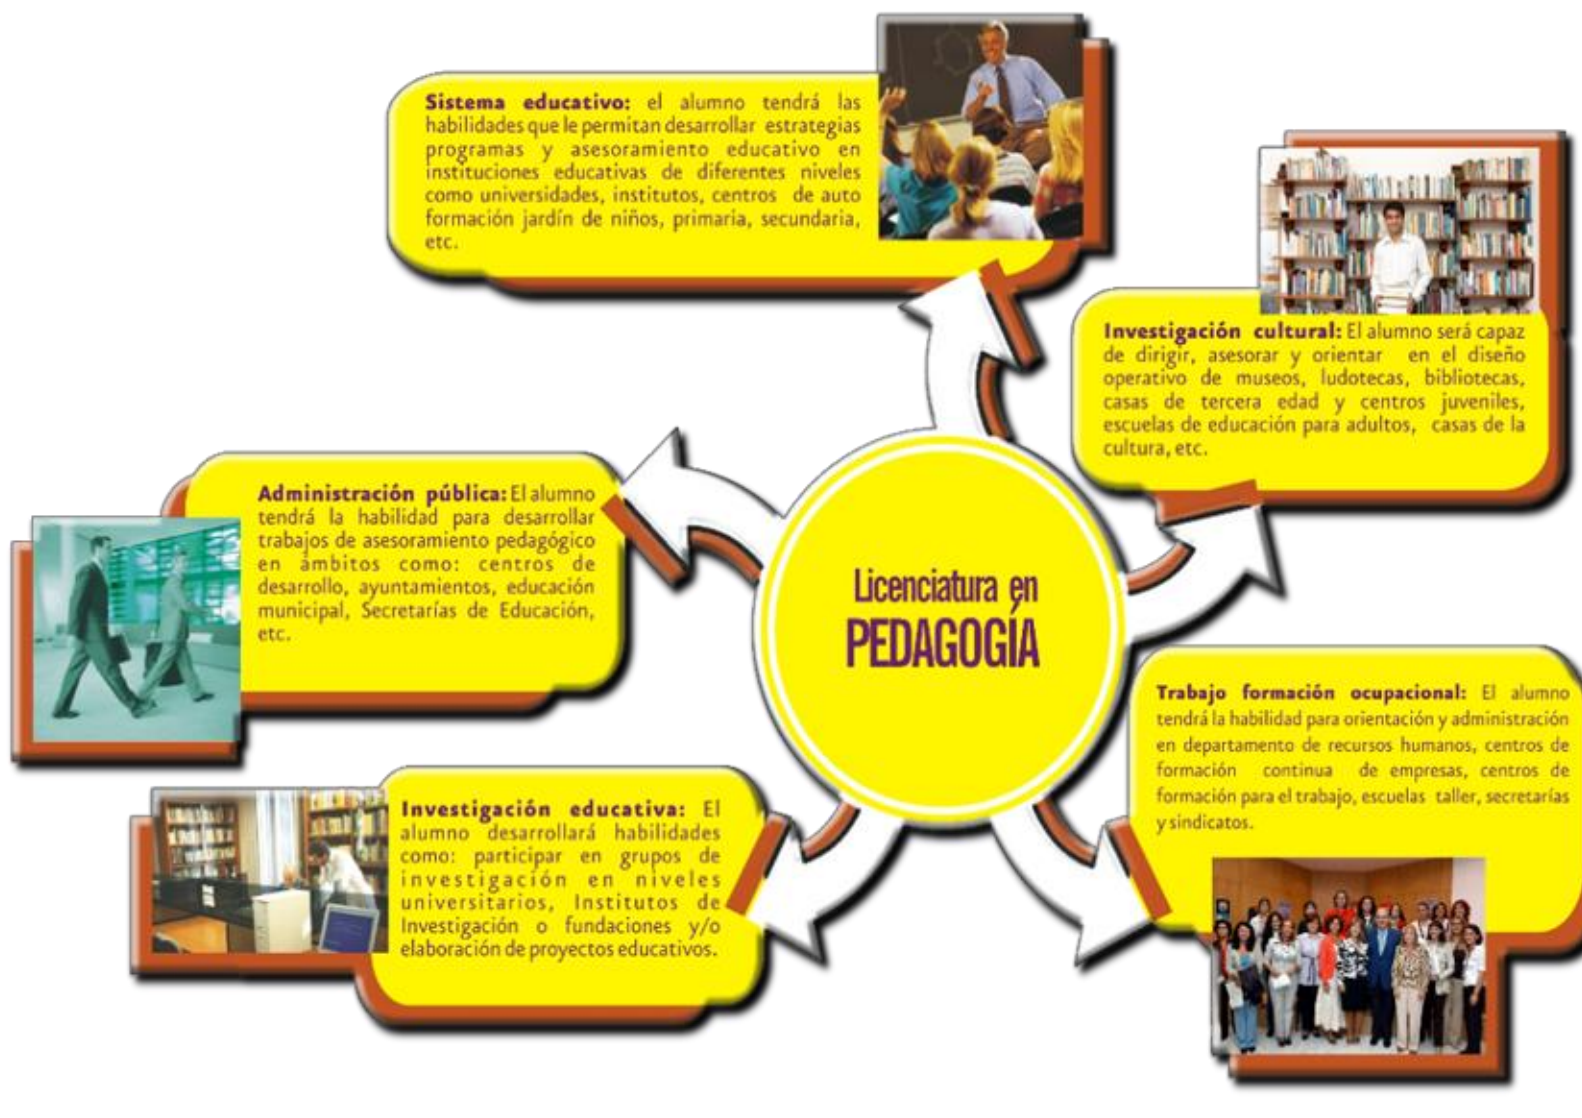 Sistema educativo: el alumno tendrá las
habilidades que le permitan desarrollar estrategias
programas y asesoramiento educativo en
instituciones educativas de diferentes niveles
como universidades, institutos, centros de auto
formación jardín de niños, primaria, secundaria,
etc.
Investigación cultural: El alumno será capaz
de dirigir, asesorar y orientar en el diseño
operativo de museos, ludotecas, bibliotecas,
casas de tercera edad y centros juveniles,
escuelas de educación para adultos, casas de la
cultura, etc.
Administración pública: El alumno
tendrá la habilidad para desarrollar
trabajos de asesoramiento pedagógico
en ámbitos como: centros de
desarrollo, ayuntamientos, educación
municipal, Secretarías de Educación,
etc.
Licenciatura en
PEDAGOGÍA
Trabajo formación ocupacional: El alumno
tendrá la habilidad para orientación y administración
en departamento de recursos humanos, centros de
formación continua de empresas, centros de
formación para el trabajo, escuelas taller, secretarías
y sindicatos.
Investigación educativa: El
alumno desarrollará habilidades
como: participar en grupos de
investigación en niveles
universitarios, Institutos de
Investigación o fundaciones y/o
elaboración de proyectos educativos.